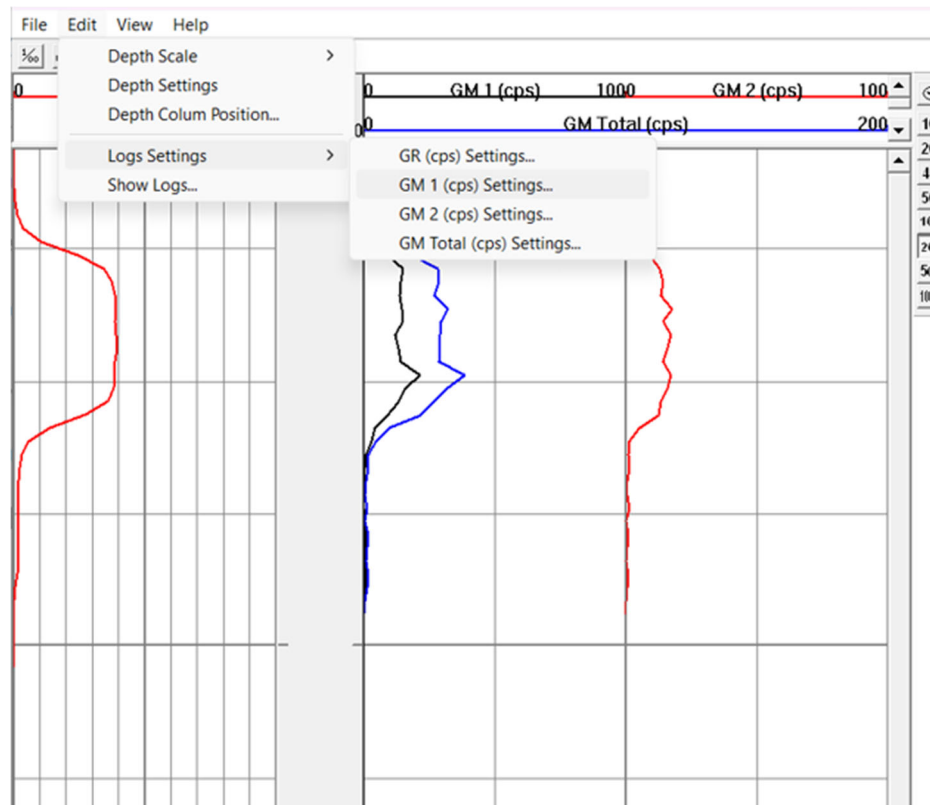 File Edit View Help
Depth Scale
Depth Settings
Depth Colum Position...
Logs Settings
Show Logs...
GR (cps) Settings...
GM 1 (cps) Settings...
GM 2 (cps) Settings...
GM Total (cps) Settings...
0
0 GM 1 (cps) 1000 GM 2 (cps) 100
0 GM Total (cps) 200